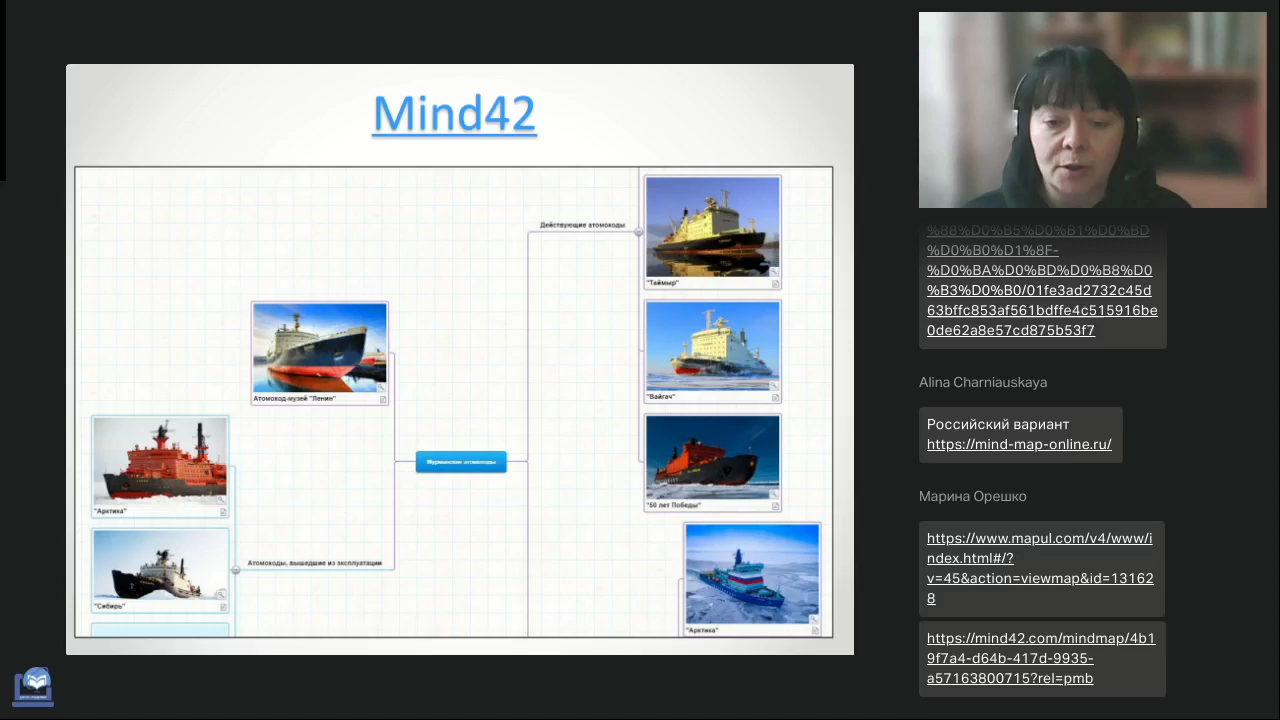 Mind42
Действующие атомоходы
"Таймыр"
"Вайгач"
"50 лет Победы"
"Арктика"
Атомоход-музей "Ленин"
Мурманские атомоходы
"Арктика"
Атомоходы, вышедшие из эксплуатации
"Сибирь"
%88%D0%B5%D0%B1%D0%BD
%D0%B0%D1%8F-
%D0%BA%D0%BD%D0%B8%D0
%B3%D0%B0/01fe3ad2732c45d
63bffc853af561bdffe4c515916be
0de62a8e57cd875b53f7
Alina Charniauskaya
Российский вариант
https://mind-map-online.ru/
Марина Орешко
https://www.mapul.com/v4/www/i
ndex.html#/?
v=45&action=viewmap&id=13162
8
https://mind42.com/mindmap/4b1
9f7a4-d64b-417d-9935-
a57163800715?rel=pmb